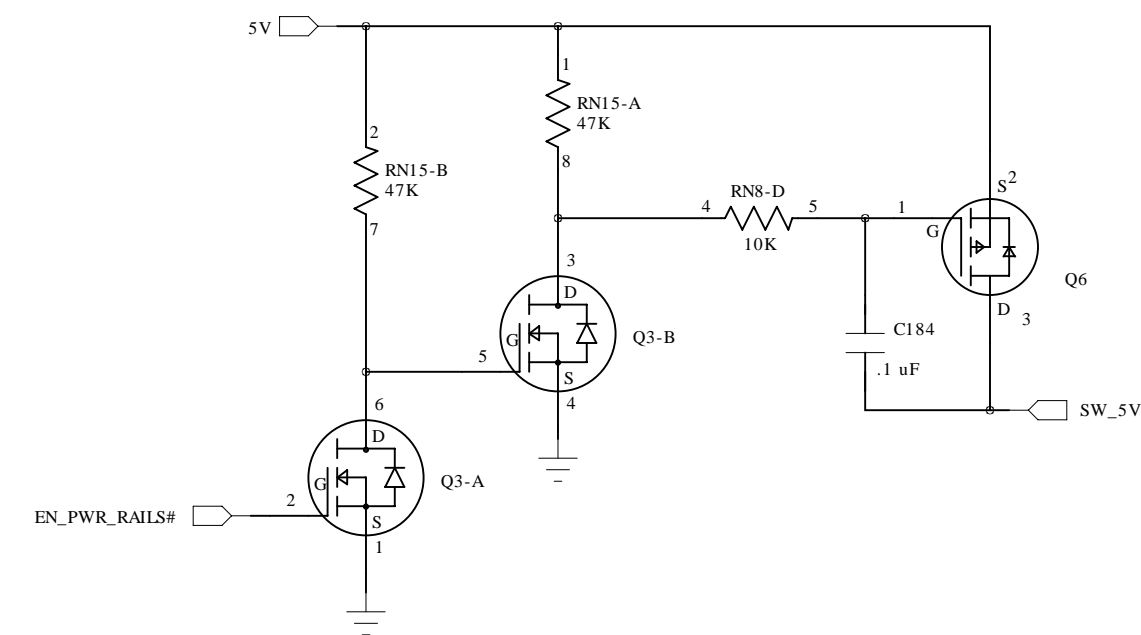 5V
1
RN15-A
47K
8
2
RN15-B
47K
7
RN8-D
4
5
10K
1
G
S
2
Q6
D
3
3
D
G
Q3-B
5
S
4
C184
.1 uF
SW_5V
6
D
G
Q3-A
2
S
1
EN_PWR_RAILS#